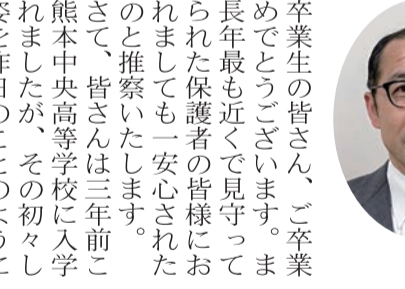 卒業生の皆さん、ご卒業
めでとうございます。ま
長年最も近くで見守って
られた保護者の皆様にお
れましても一安心された
のと推察いたします。
さて、皆さんは三年前こ
熊本中央高等学校に入学
れましたが、その初々し
姿を昨日のことのように